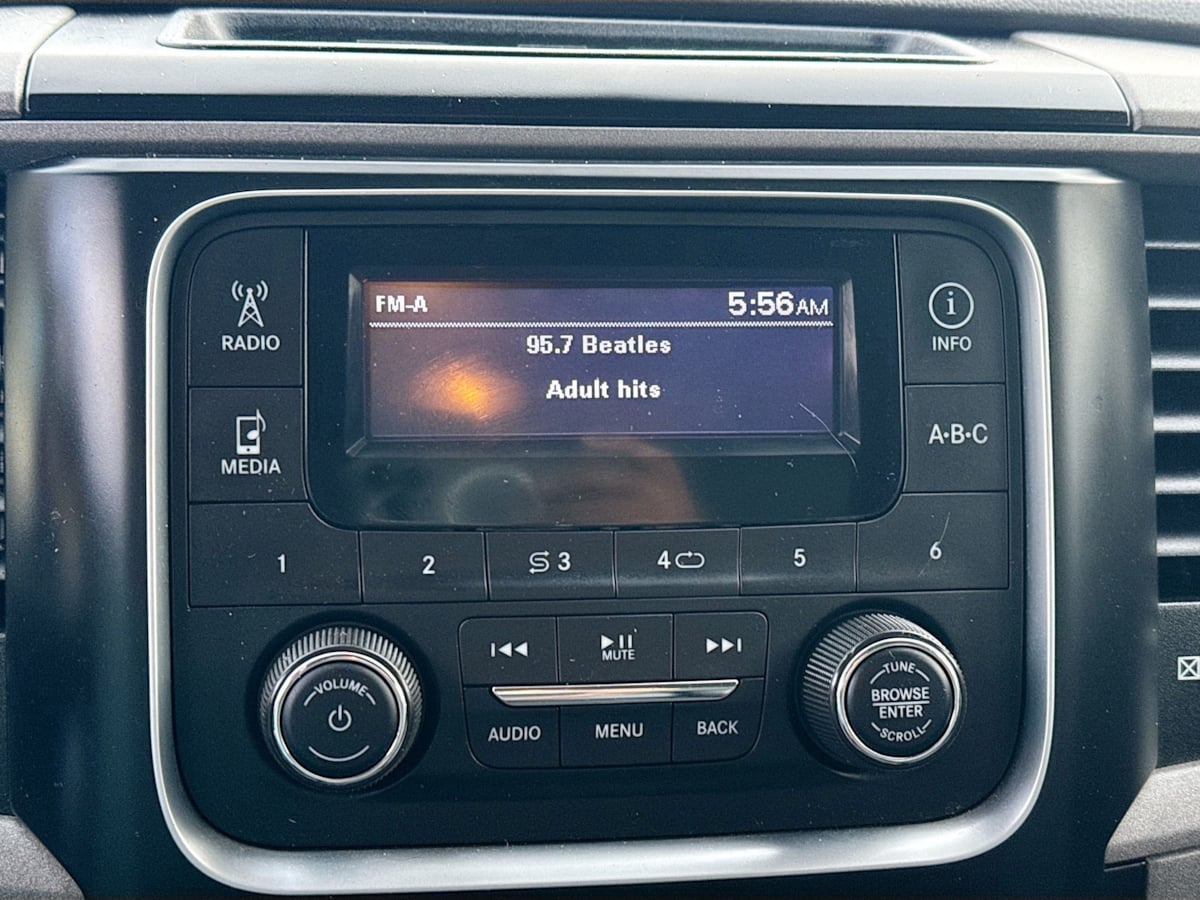 FM-A 5:56AM
95.7 Beatles
Adult hits
RADIO
i
INFO
MEDIA
A·B·C
1 2 3 4 5 6
MUTE
VOLUME
AUDIO MENU BACK
TUNE
BROWSE
ENTER
SCROLL